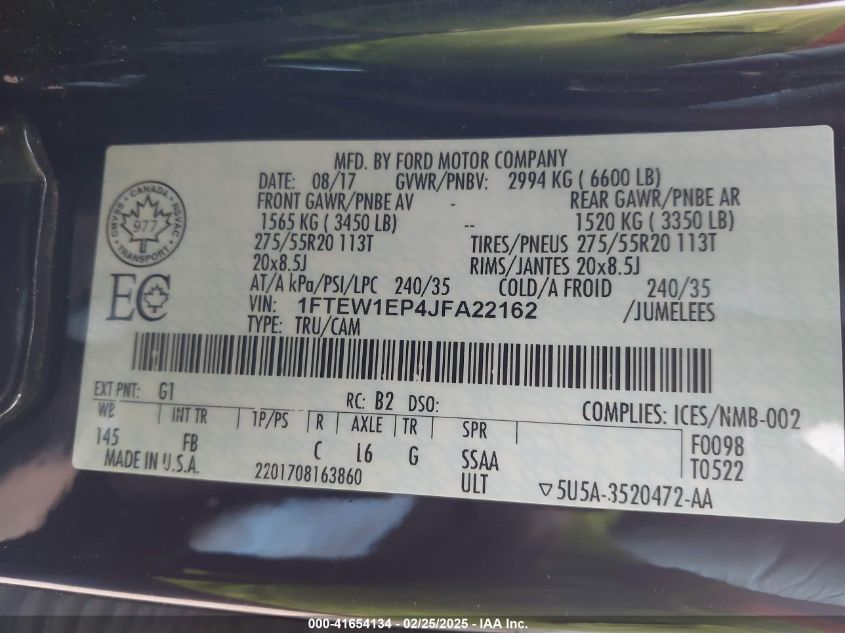 MFD. BY FORD MOTOR COMPANY
DATE: 08/17 GVWR/PNBV: 2994 KG ( 6600 LB)
FRONT GAWR/PNBE AV - REAR GAWR/PNBE AR
1565 KG ( 3450 LB) -- 1520 KG ( 3350 LB)
275/55R20 113T TIRES/PNEUS 275/55R20 113T
20x8.5J RIMS/JANTES 20x8.5J
AT/A kPa/PSI/LPC 240/35 COLD/A FROID 240/35
VIN: 1FTEW1EP4JFA22162 /JUMELEES
TYPE: TRU/CAM
CANADA
CMVSS NSVAC
977
TRANSPORT
EC
EXT PNT: G1 RC: B2 DSO: COMPLIES: ICES/NMB-002
WB INT TR TP/PS R AXLE TR SPR F0098
145 FB C L6 G SSAA T0522
MADE IN U.S.A. 2201708163860 ULT ▽5U5A-3520472-AA
000-41654134 - 02/25/2025 - IAA Inc.